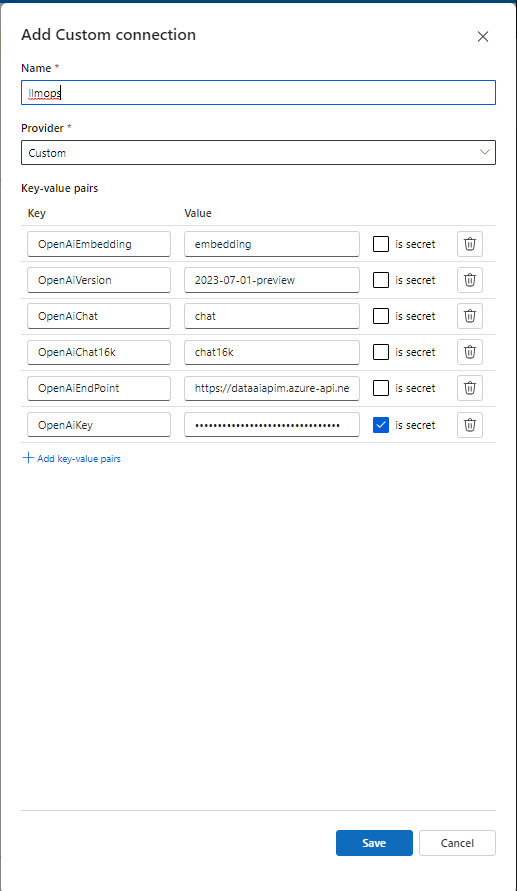 Add Custom connection
Name *
llmops
Provider *
Custom
Key-value pairs
Key Value
OpenAiEmbedding embedding is secret
OpenAiVersion 2023-07-01-preview is secret
OpenAiChat chat is secret
OpenAiChat16k chat16k is secret
OpenAiEndPoint https://dataaiapim.azure-api.ne is secret
OpenAiKey •••••••••••••••••••••••••••••••• is secret
Add key-value pairs
Save Cancel